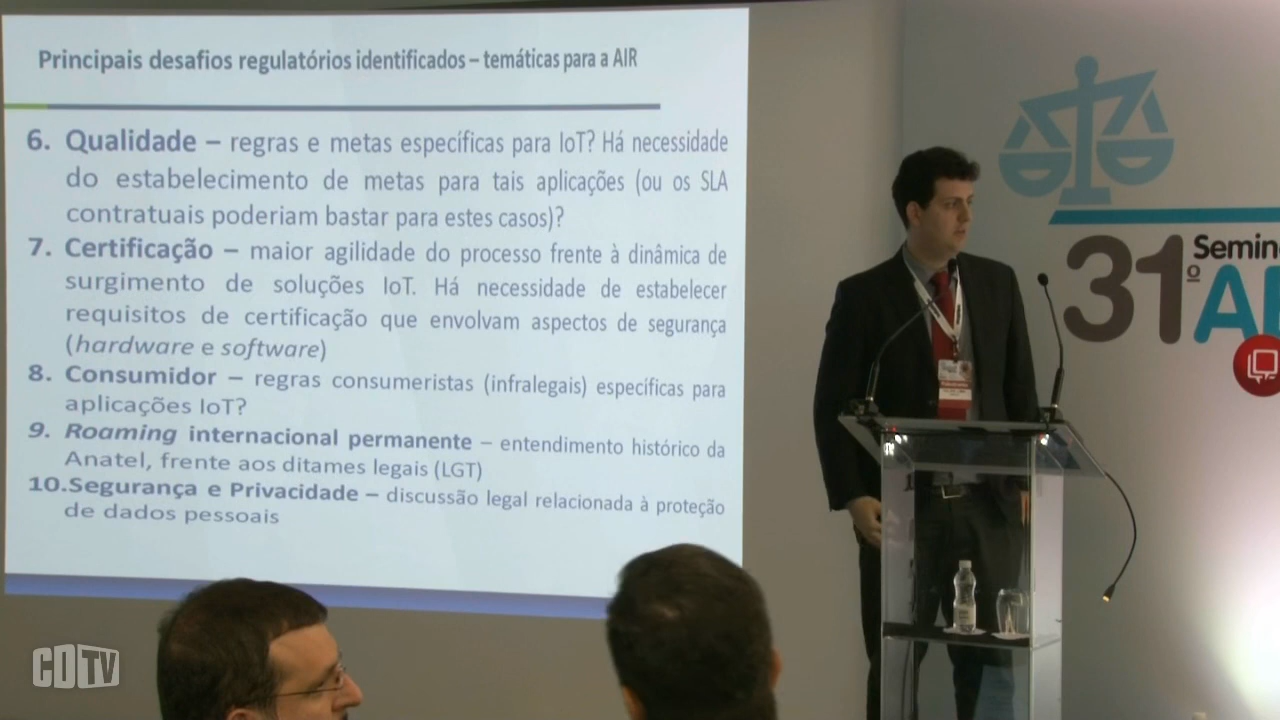 Principais desafios regulatórios identificados – temáticas para a AIR
6. Qualidade – regras e metas específicas para IoT? Há necessidade
do estabelecimento de metas para tais aplicações (ou os SLA
contratuais poderiam bastar para estes casos)?
7. Certificação – maior agilidade do processo frente à dinâmica de
surgimento de soluções IoT. Há necessidade de estabelecer
requisitos de certificação que envolvam aspectos de segurança
(hardware e software)
8. Consumidor – regras consumeristas (infralegais) específicas para
aplicações IoT?
9. Roaming internacional permanente – entendimento histórico da
Anatel, frente aos ditames legais (LGT)
10.Segurança e Privacidade – discussão legal relacionada à proteção
de dados pessoais
31º
Semin
AB
CDTV